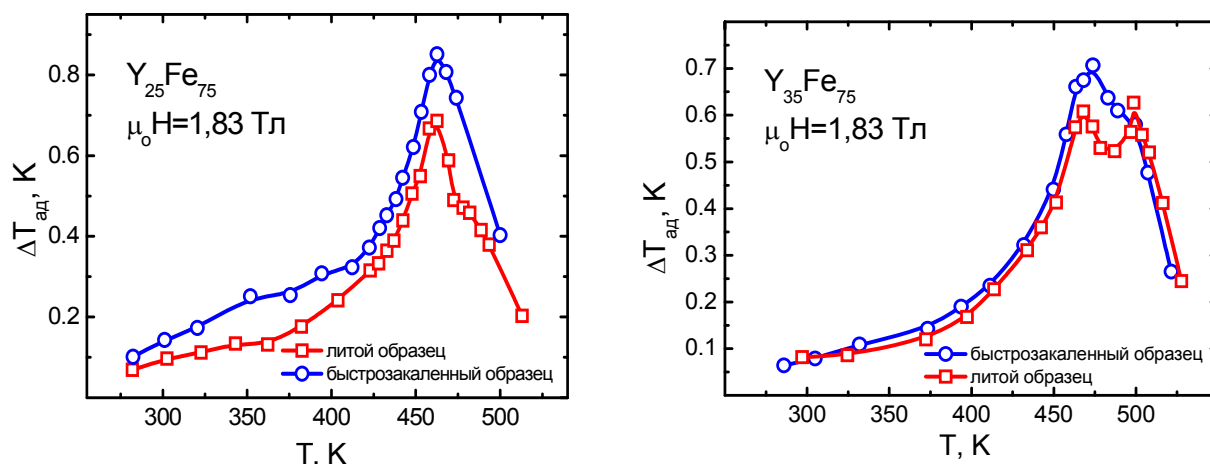 Y25Fe75
μoH=1,83 Тл
ΔTад, K
0.8
0.6
0.4
0.2
литой образец
быстрозакаленный образец
300 350 400 450 500
T, K
Y35Fe75
μoH=1,83 Тл
ΔTад, K
0.7
0.6
0.5
0.4
0.3
0.2
0.1
быстрозакаленный образец
литой образец
300 350 400 450 500
T, K